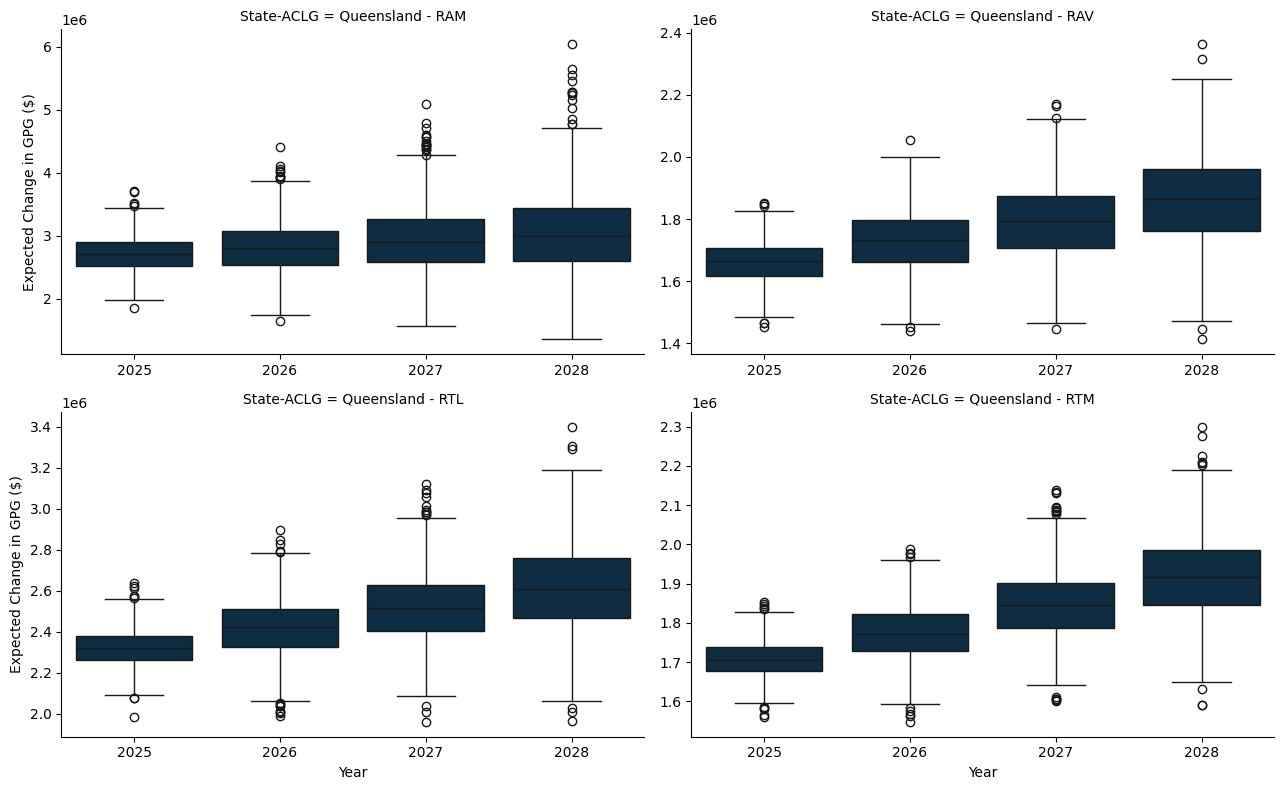 State-ACLG = Queensland - RAM
1e6
Expected Change in GPG ($)
6
5
4
3
2
2025 2026 2027 2028
State-ACLG = Queensland - RAV
1e6
2.4
2.2
2.0
1.8
1.6
1.4
2025 2026 2027 2028
State-ACLG = Queensland - RTL
1e6
Expected Change in GPG ($)
3.4
3.2
3.0
2.8
2.6
2.4
2.2
2.0
2025 2026 2027 2028
Year
State-ACLG = Queensland - RTM
1e6
2.3
2.2
2.1
2.0
1.9
1.8
1.7
1.6
2025 2026 2027 2028
Year